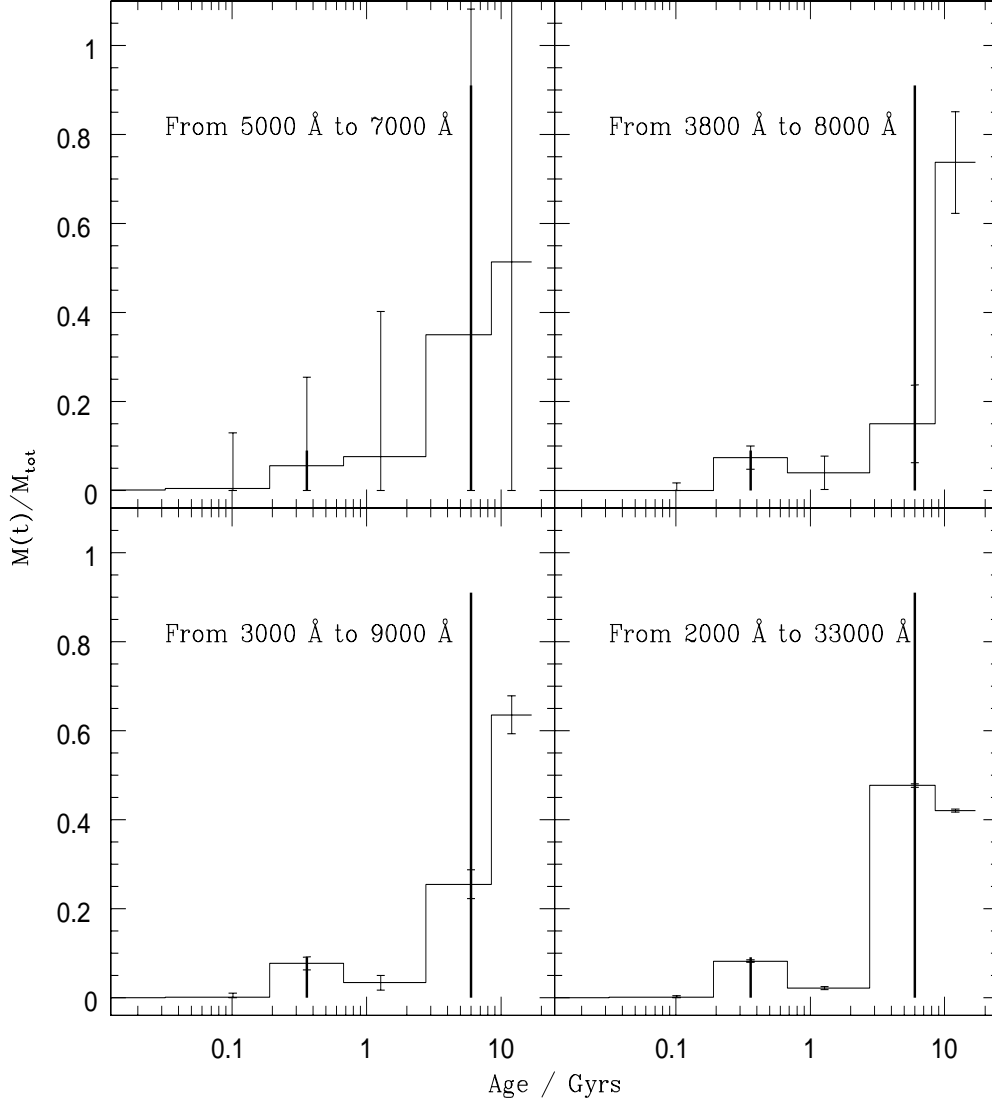 1
From 5000 Å to 7000 Å
From 3800 Å to 8000 Å
0.8
0.6
0.4
0.2
0
M(t)/M_tot
1
From 3000 Å to 9000 Å
From 2000 Å to 33000 Å
0.8
0.6
0.4
0.2
0
0.1 1 10
0.1 1 10
Age / Gyrs